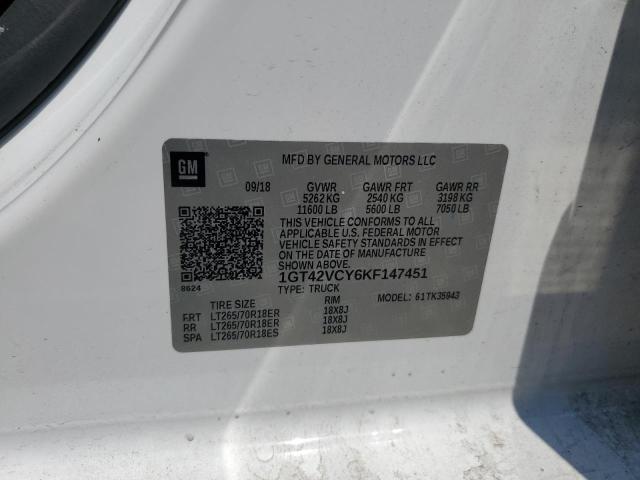 GM
MFD BY GENERAL MOTORS LLC
09/18 GVWR GAWR FRT GAWR RR
5262 KG 2540 KG 3198 KG
11600 LB 5600 LB 7050 LB
THIS VEHICLE CONFORMS TO ALL
APPLICABLE U.S. FEDERAL MOTOR
VEHICLE SAFETY STANDARDS IN EFFECT
ON THE DATE OF MANUFACTURE
SHOWN ABOVE.
8624
1GT42VCY6KF147451
TYPE: TRUCK MODEL: 61TK35943
TIRE SIZE RIM
FRT LT265/70R18ER 18X8J
RR LT265/70R18ER 18X8J
SPA LT265/70R18ES 18X8J